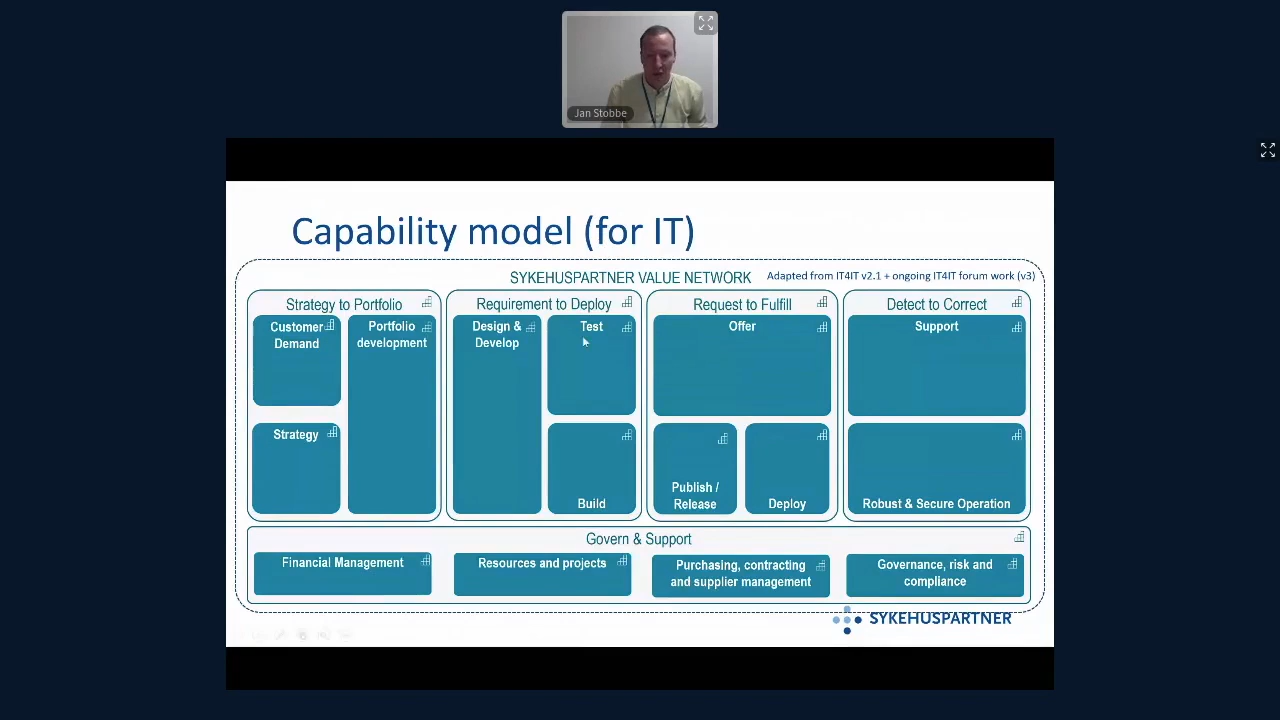 Jan Stobbe
Capability model (for IT)
SYKEHUSPARTNER VALUE NETWORK
Adapted from IT4IT v2.1 + ongoing IT4IT forum work (v3)
Strategy to Portfolio
Customer
Demand
Portfolio
development
Strategy
Requirement to Deploy
Design &
Develop
Test
Build
Request to Fulfill
Offer
Publish /
Release
Deploy
Detect to Correct
Support
Robust & Secure Operation
Govern & Support
Financial Management
Resources and projects
Purchasing, contracting
and supplier management
Governance, risk and
compliance
SYKEHUSPARTNER